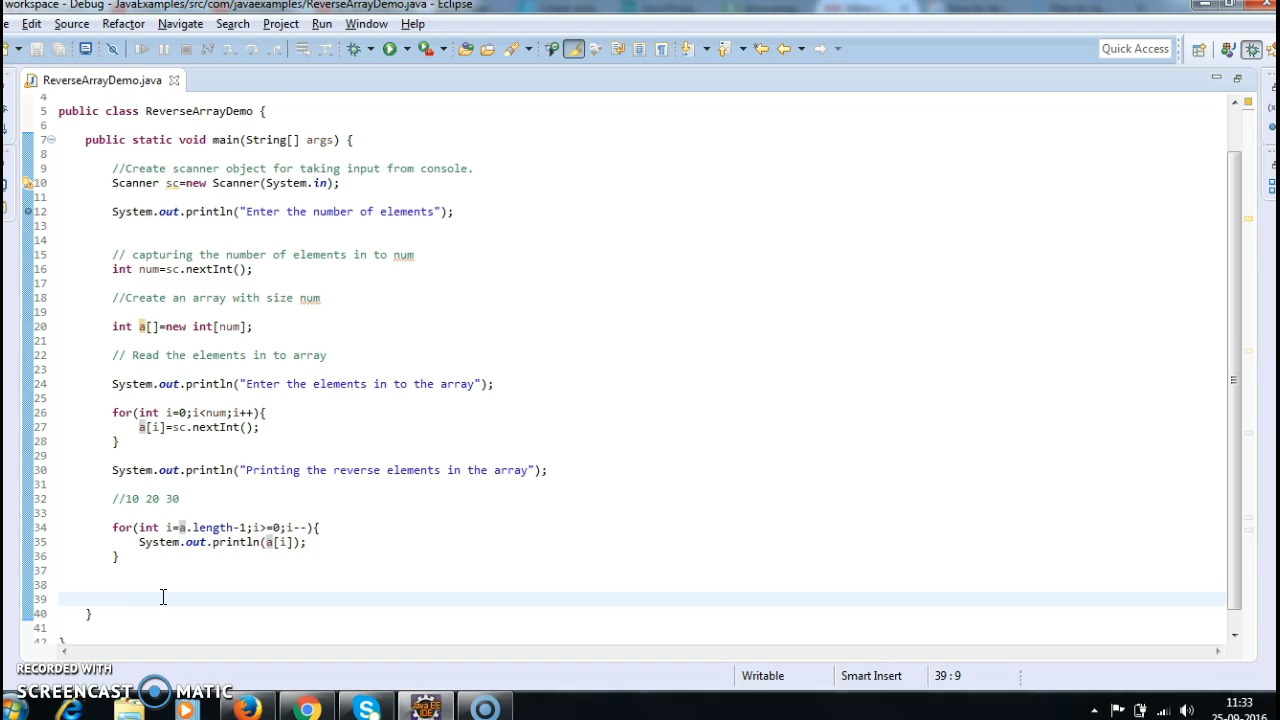 workspace - Debug - JavaExamples/src/com/javaexamples/ReverseArrayDemo.java - Eclipse
Edit Source Refactor Navigate Search Project Run Window Help
Quick Access
ReverseArrayDemo.java
4
5 public class ReverseArrayDemo {
6
7 public static void main(String[] args) {
8
9 //Create scanner object for taking input from console.
10 Scanner sc=new Scanner(System.in);
11
12 System.out.println("Enter the number of elements");
13
14
15 // capturing the number of elements in to num
16 int num=sc.nextInt();
17
18 //Create an array with size num
19
20 int a[]=new int[num];
21
22 // Read the elements in to array
23
24 System.out.println("Enter the elements in to the array");
25
26 for(int i=0;i<num;i++){
27 a[i]=sc.nextInt();
28 }
29
30 System.out.println("Printing the reverse elements in the array");
31
32 //10 20 30
33
34 for(int i=a.length-1;i>=0;i--){
35 System.out.println(a[i]);
36 }
37
38
39
40 }
41
42 }
Writable Smart Insert 39 : 9
RECORDED WITH
SCREENCAST MATIC
11:33
25-09-2016